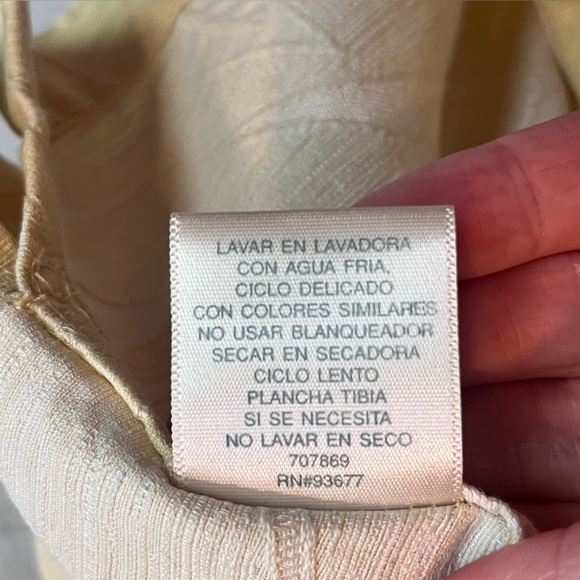 LAVAR EN LAVADORA
CON AGUA FRIA,
CICLO DELICADO
CON COLORES SIMILARES
NO USAR BLANQUEADOR
SECAR EN SECADORA
CICLO LENTO
PLANCHA TIBIA
SI SE NECESITA
NO LAVAR EN SECO
707869
RN#93677